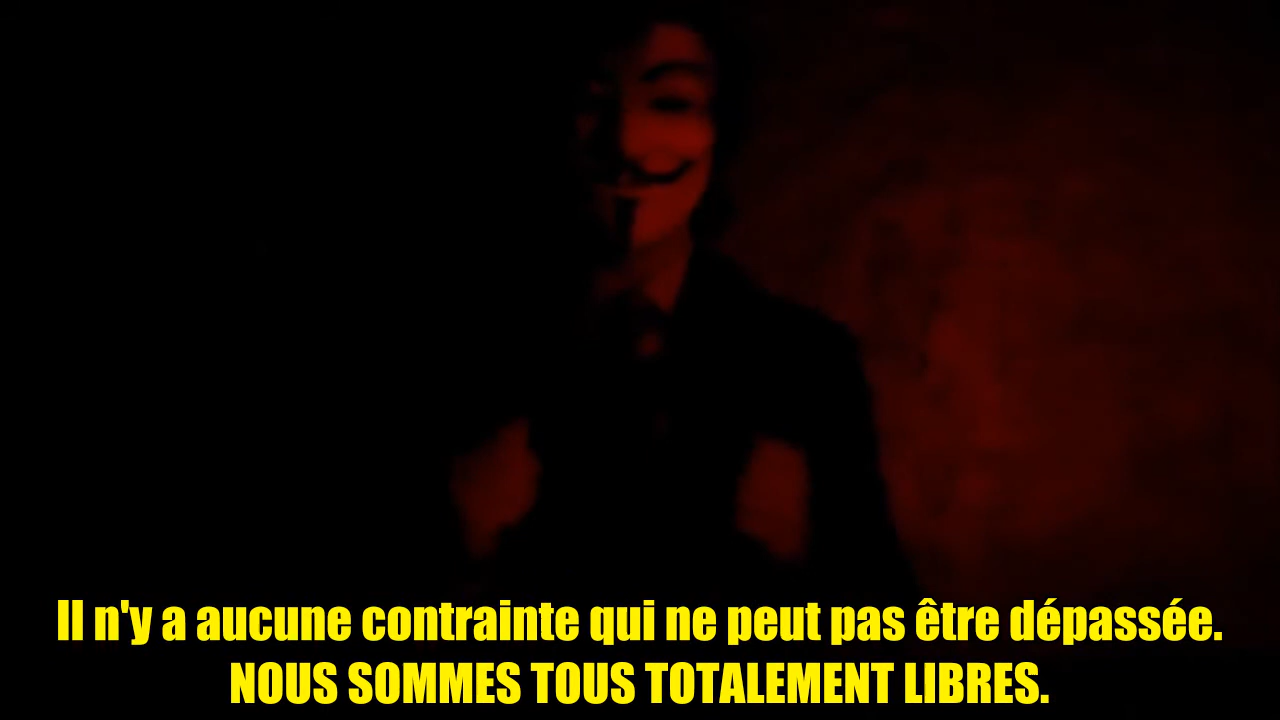 Il n'y a aucune contrainte qui ne peut pas être dépassée.
NOUS SOMMES TOUS TOTALEMENT LIBRES.